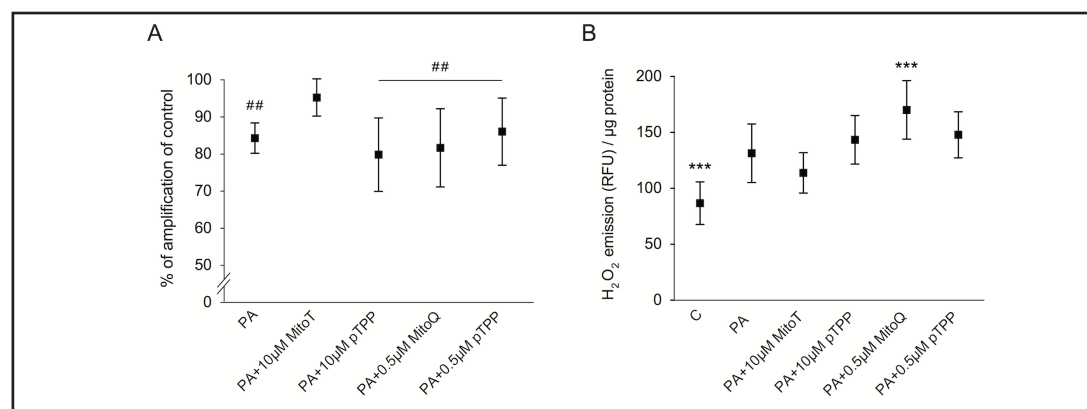 A
% of amplification of control
100
90
80
70
60
50
0
##
##
PA
PA+10µM MitoT
PA+10µM pTPP
PA+0.5µM MitoQ
PA+0.5µM pTPP
B
H₂O₂ emission (RFU) / µg protein
200
150
100
50
0
***
***
C
PA
PA+10µM MitoT
PA+10µM pTPP
PA+0.5µM MitoQ
PA+0.5µM pTPP